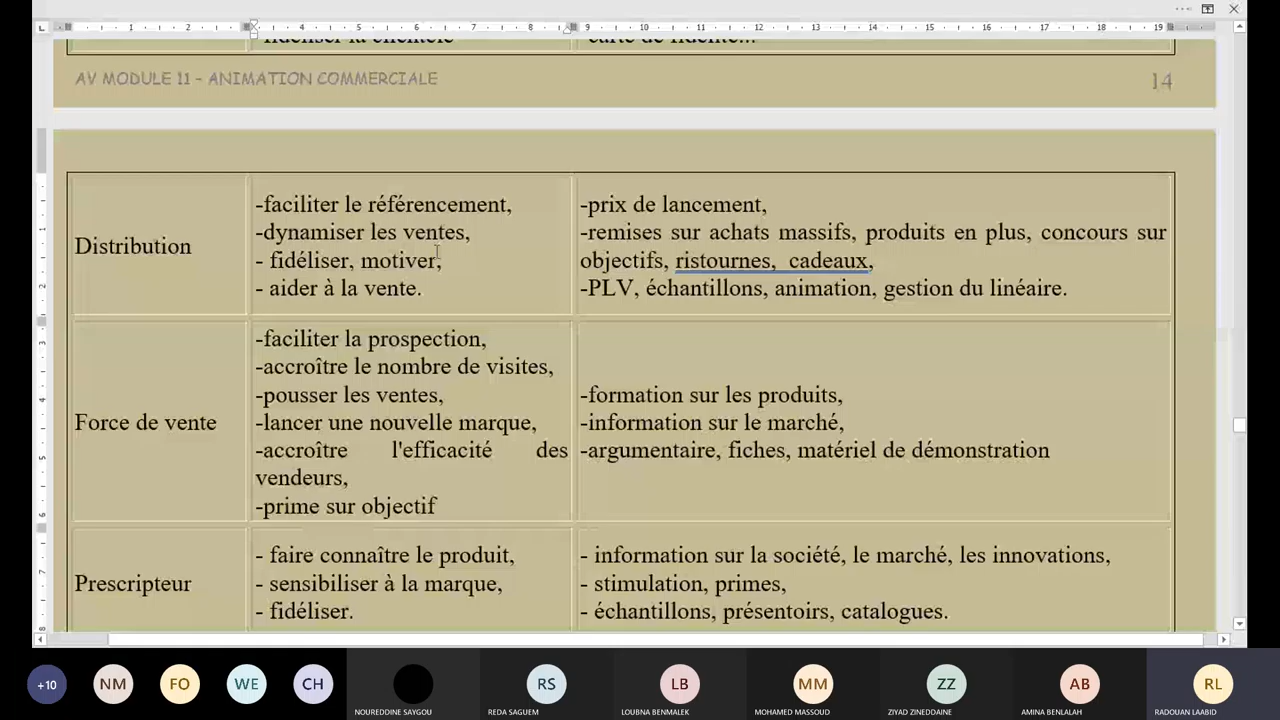 fidéliser la clientèle
carte de fidélité...
AV MODULE 11 - ANIMATION COMMERCIALE
14
Distribution
-faciliter le référencement,
-dynamiser les ventes,
- fidéliser, motiver,
- aider à la vente.
-prix de lancement,
-remises sur achats massifs, produits en plus, concours sur
objectifs, ristournes, cadeaux,
-PLV, échantillons, animation, gestion du linéaire.
Force de vente
-faciliter la prospection,
-accroître le nombre de visites,
-pousser les ventes,
-lancer une nouvelle marque,
-accroître l'efficacité des
vendeurs,
-prime sur objectif
-formation sur les produits,
-information sur le marché,
-argumentaire, fiches, matériel de démonstration
Prescripteur
- faire connaître le produit,
- sensibiliser à la marque,
- fidéliser.
- information sur la société, le marché, les innovations,
- stimulation, primes,
- échantillons, présentoirs, catalogues.
+10
NM
FO
WE
CH
RS
LB
MM
ZZ
AB
RL
NOUREDDINE SAYGOU
REDA SAGUEM
LOUBNA BENMALEK
MOHAMED MASSOUD
ZIYAD ZINEDDAINE
AMINA BENLALAH
RADOUAN LAABID